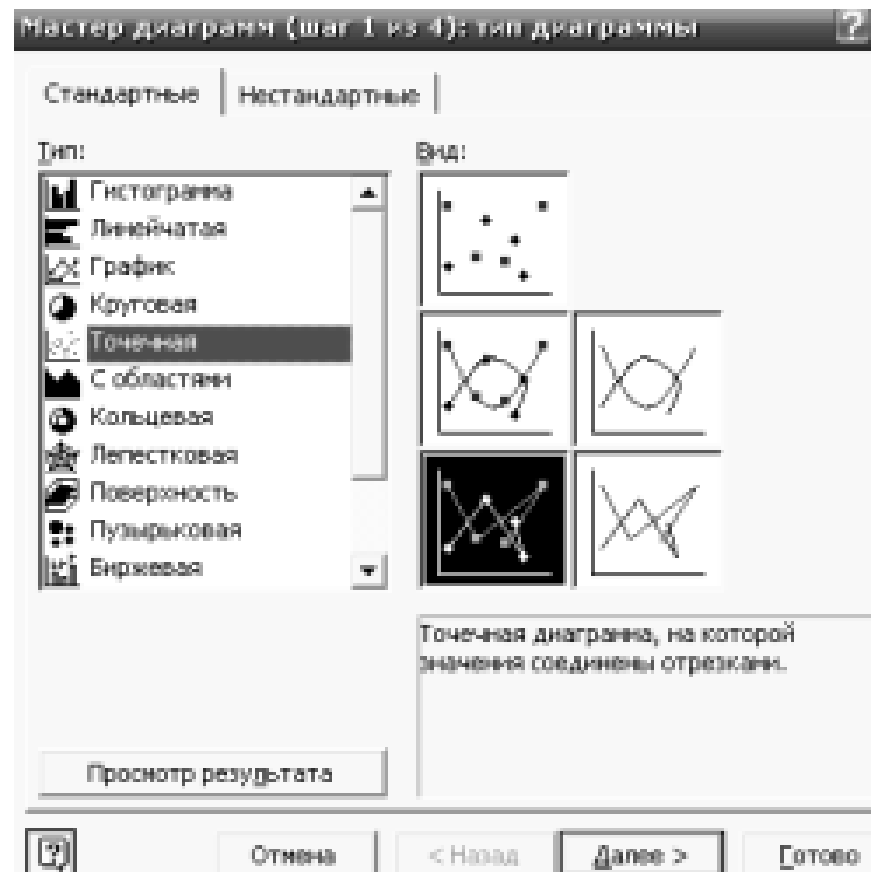 Мастер диаграмм (шаг 1 из 4): тип диаграммы
Стандартные
Нестандартные
Тип:
Вид:
Гистограмма
Линейчатая
График
Круговая
Точечная
С областями
Кольцевая
Лепестковая
Поверхность
Пузырьковая
Биржевая
Точечная диаграмма, на которой
значения соединены отрезками.
Просмотр результата
Отмена
< Назад
Далее >
Готово